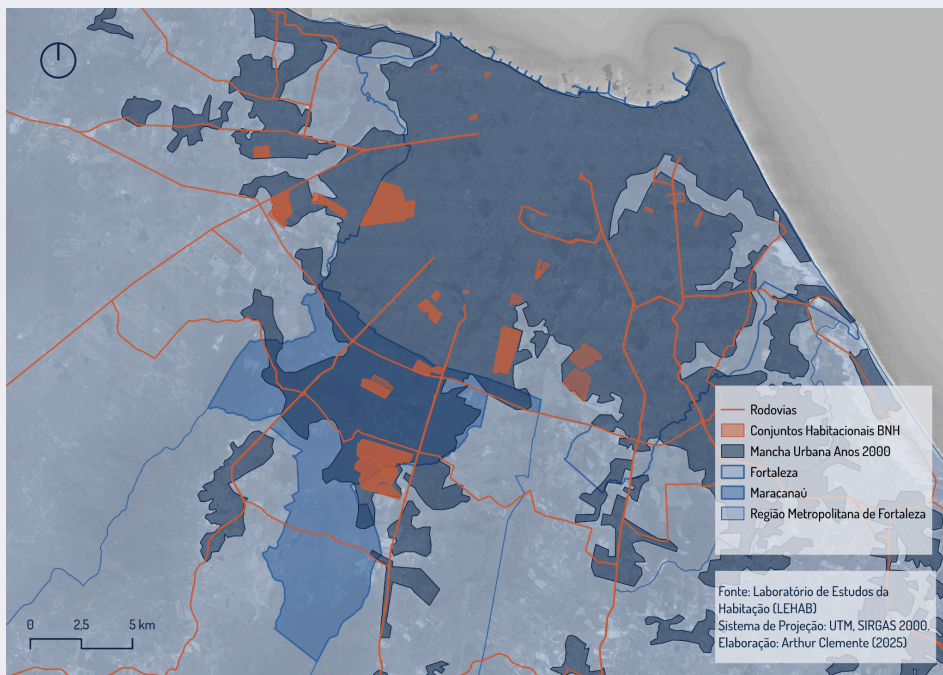 Rodovias
Conjuntos Habitacionais BNH
Mancha Urbana Anos 2000
Fortaleza
Maracanaú
Região Metropolitana de Fortaleza
Fonte: Laboratório de Estudos da
Habitação (LEHAB)
Sistema de Projeção: UTM, SIRGAS 2000.
Elaboração: Arthur Clemente (2025)
0 2,5 5 km